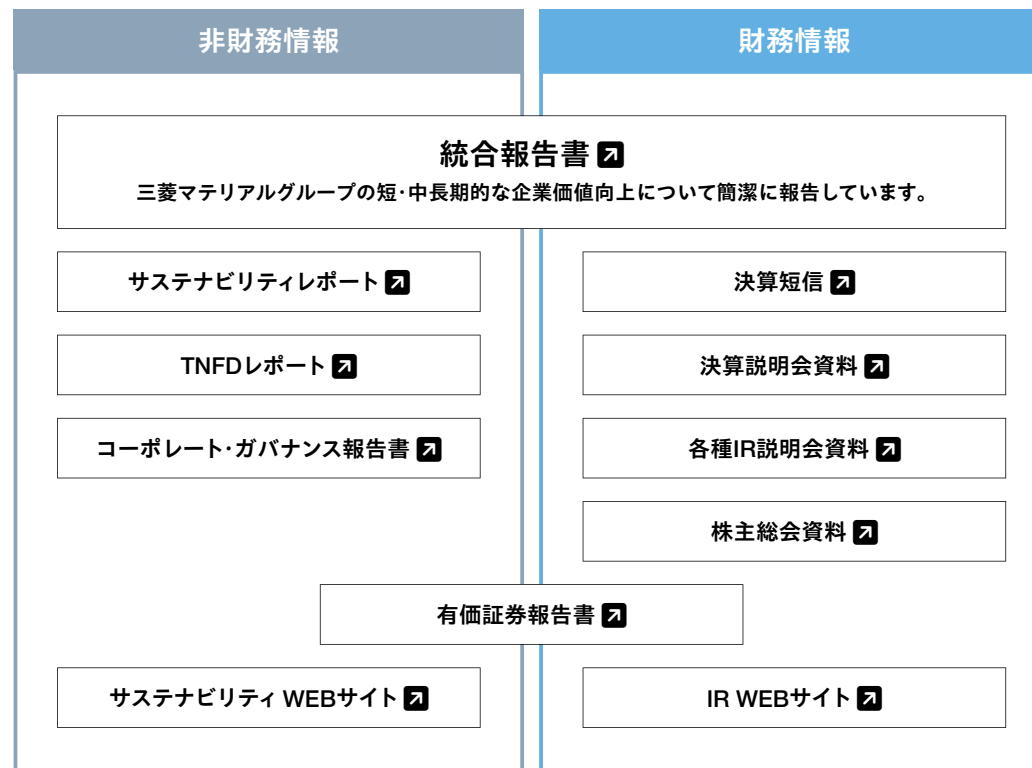 非財務情報
財務情報
統合報告書
三菱マテリアルグループの短・中長期的な企業価値向上について簡潔に報告しています。
サステナビリティレポート
決算短信
TNFDレポート
決算説明会資料
コーポレート・ガバナンス報告書
各種IR説明会資料
株主総会資料
有価証券報告書
サステナビリティ WEBサイト
IR WEBサイト